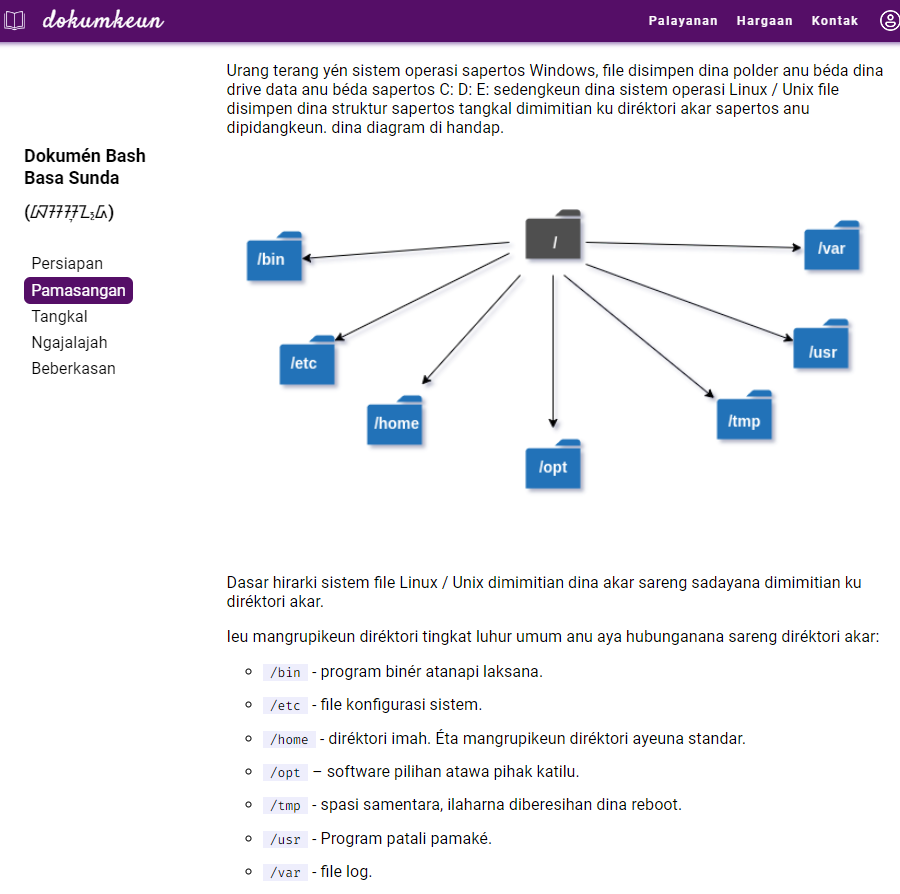 dokumkeun
Palayanan Hargaan Kontak
Dokumén Bash
Basa Sunda
Persiapan
Pamasangan
Tangkal
Ngajalajah
Beberkasan
Urang terang yén sistem operasi sapertos Windows, file disimpen dina polder anu béda dina
drive data anu béda sapertos C: D: E: sedengkeun dina sistem operasi Linux / Unix file
disimpen dina struktur sapertos tangkal dimimitian ku diréktori akar sapertos anu
dipidangkeun. dina diagram di handap.
/
/bin
/var
/etc
/usr
/home
/tmp
/opt
Dasar hirarki sistem file Linux / Unix dimimitian dina akar sareng sadayana dimimitian ku
diréktori akar.
Ieu mangrupikeun diréktori tingkat luhur umum anu aya hubunganana sareng diréktori akar:
/bin - program binér atanapi laksana.
/etc - file konfigurasi sistem.
/home - diréktori imah. Éta mangrupikeun diréktori ayeuna standar.
/opt – software pilihan atawa pihak katilu.
/tmp - spasi samentara, ilaharna diberesihan dina reboot.
/usr - Program patali pamaké.
/var - file log.